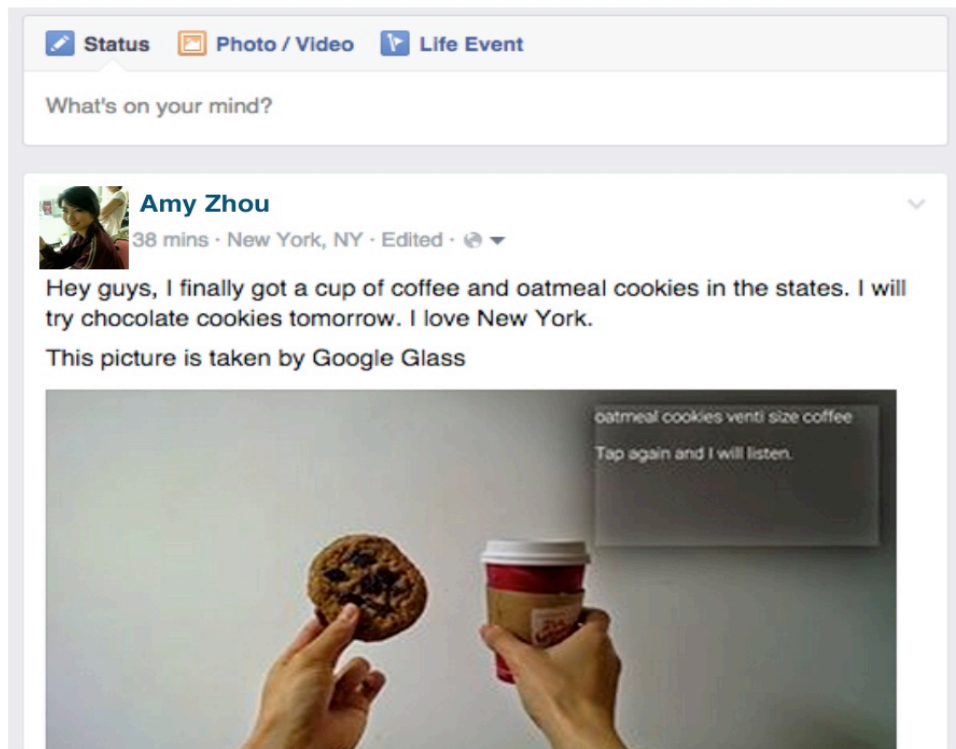 Status Photo / Video Life Event
What's on your mind?
Amy Zhou
38 mins · New York, NY · Edited ·
Hey guys, I finally got a cup of coffee and oatmeal cookies in the states. I will
try chocolate cookies tomorrow. I love New York.
This picture is taken by Google Glass
oatmeal cookies venti size coffee
Tap again and I will listen.